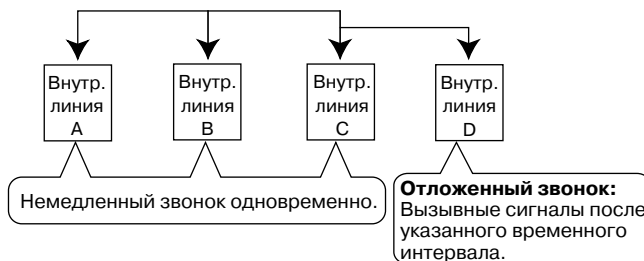 Внутр.
линия
A
Внутр.
линия
B
Внутр.
линия
C
Внутр.
линия
D
Немедленный звонок одновременно.
Отложенный звонок:
Вызывные сигналы после
указанного временного
интервала.